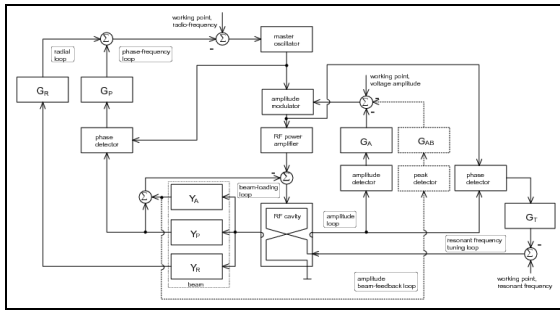 working point,
radio-frequency
Σ
-
Σ
master
oscillator
radial
loop
phase-frequency
loop
working point,
voltage amplitude
G_R
G_P
amplitude
modulator
-
Σ
-
phase
detector
RF power
amplifier
G_A
G_AB
-
Σ
amplitude
detector
peak
detector
phase
detector
Σ
beam-loading
loop
Y_A
RF cavity
amplitude
loop
G_T
Y_P
resonant frequency
tuning loop
-
Σ
Y_R
beam
amplitude
beam-feedback loop
working point,
resonant frequency